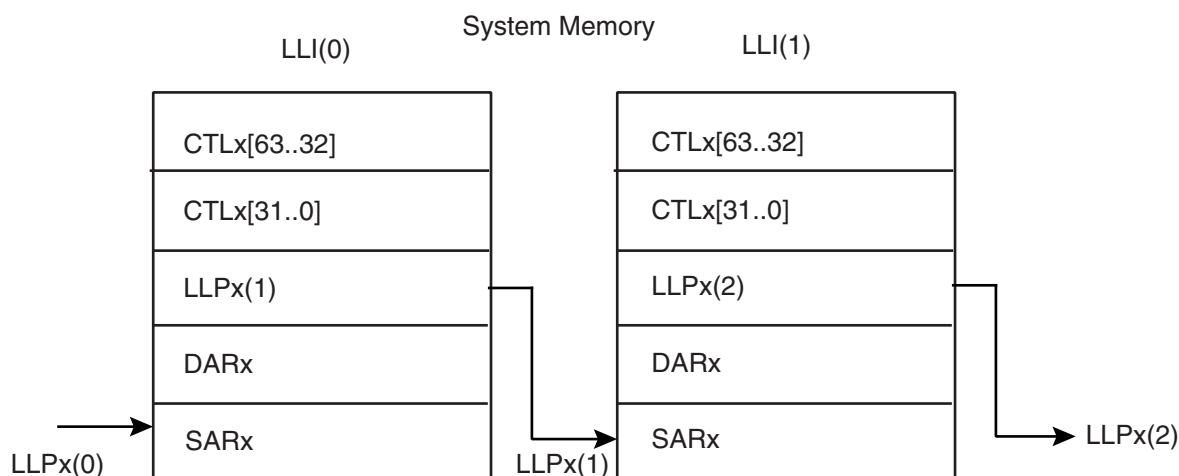 System Memory
LLI(0)
LLI(1)
CTLx[63..32]
CTLx[31..0]
LLPx(1)
DARx
SARx
CTLx[63..32]
CTLx[31..0]
LLPx(2)
DARx
SARx
LLPx(0)
LLPx(1)
LLPx(2)